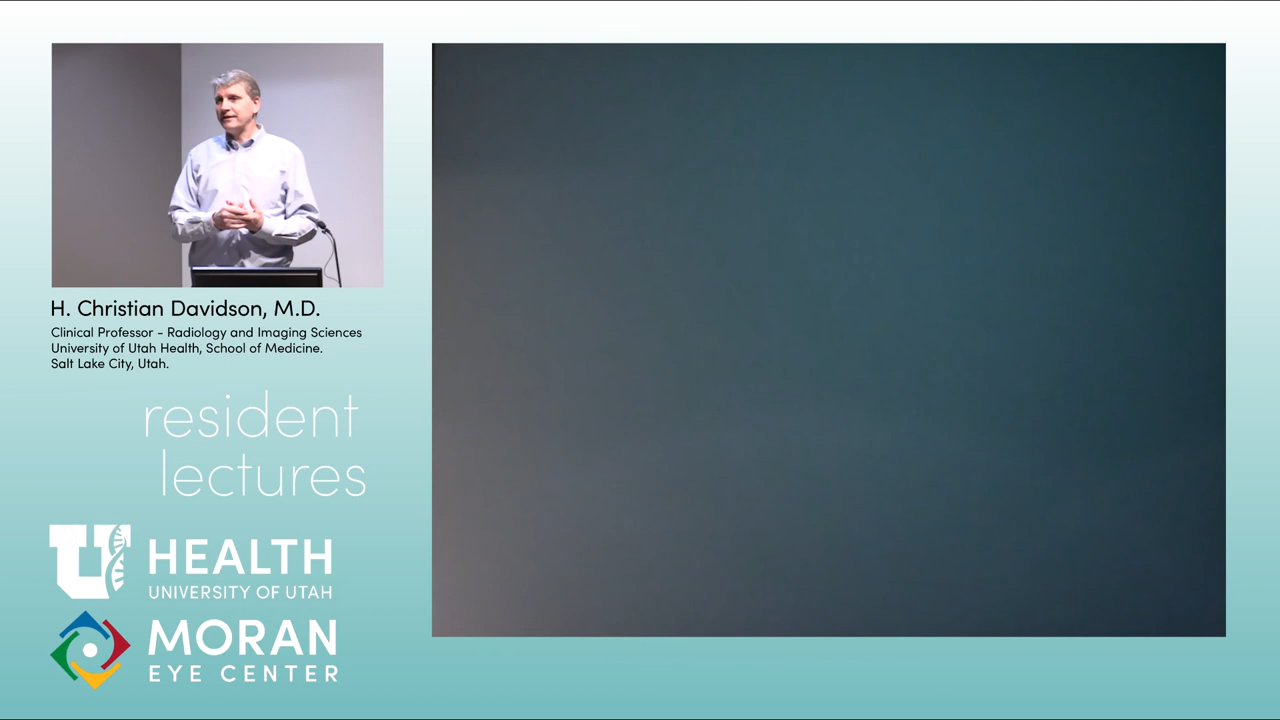 H. Christian Davidson, M.D.
Clinical Professor - Radiology and Imaging Sciences
University of Utah Health, School of Medicine.
Salt Lake City, Utah.
resident
lectures
U HEALTH
UNIVERSITY OF UTAH
MORAN
EYE CENTER